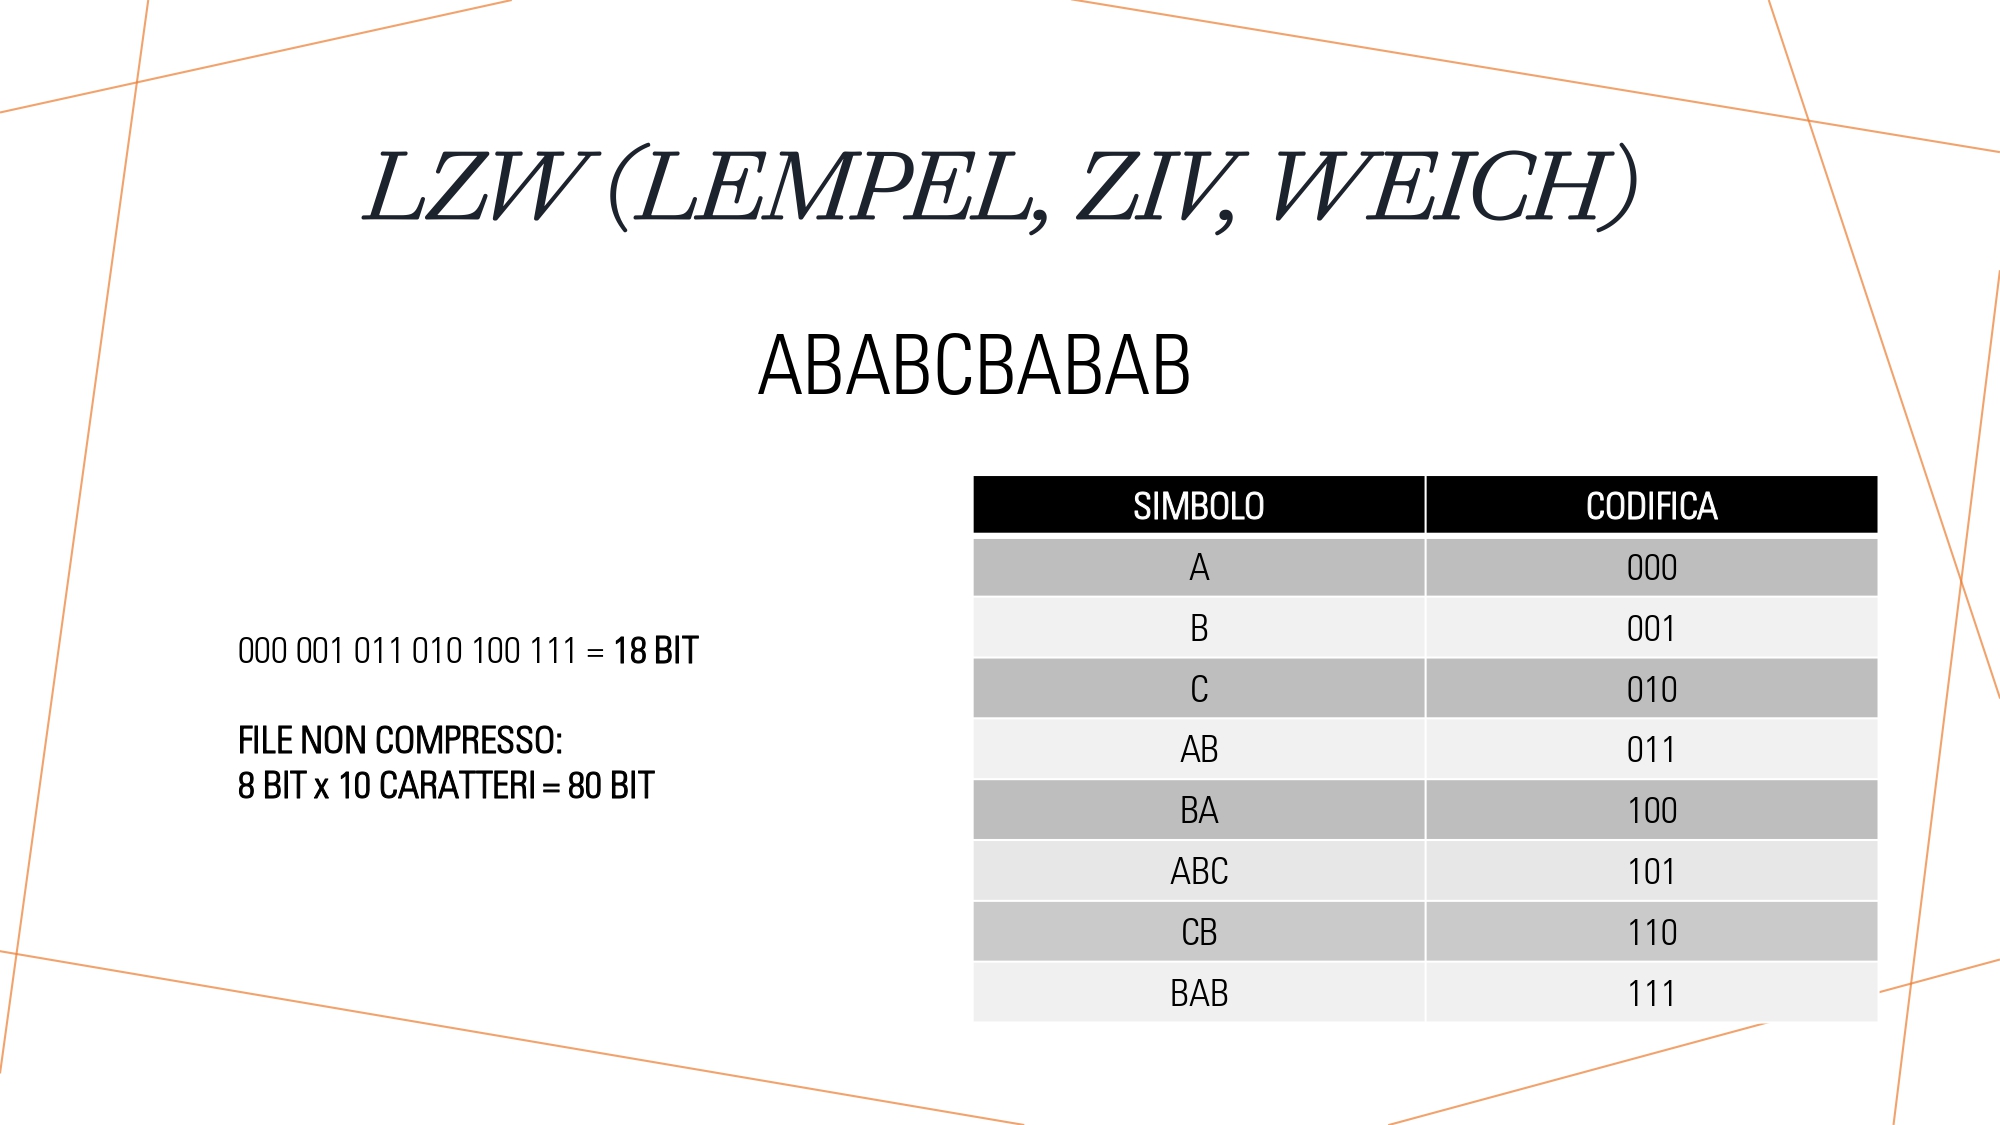 LZW (LEMPEL, ZIV, WEICH)
ABABCBABAB
000 001 011 010 100 111 = 18 BIT
FILE NON COMPRESSO:
8 BIT x 10 CARATTERI = 80 BIT
SIMBOLO CODIFICA
A 000
B 001
C 010
AB 011
BA 100
ABC 101
CB 110
BAB 111